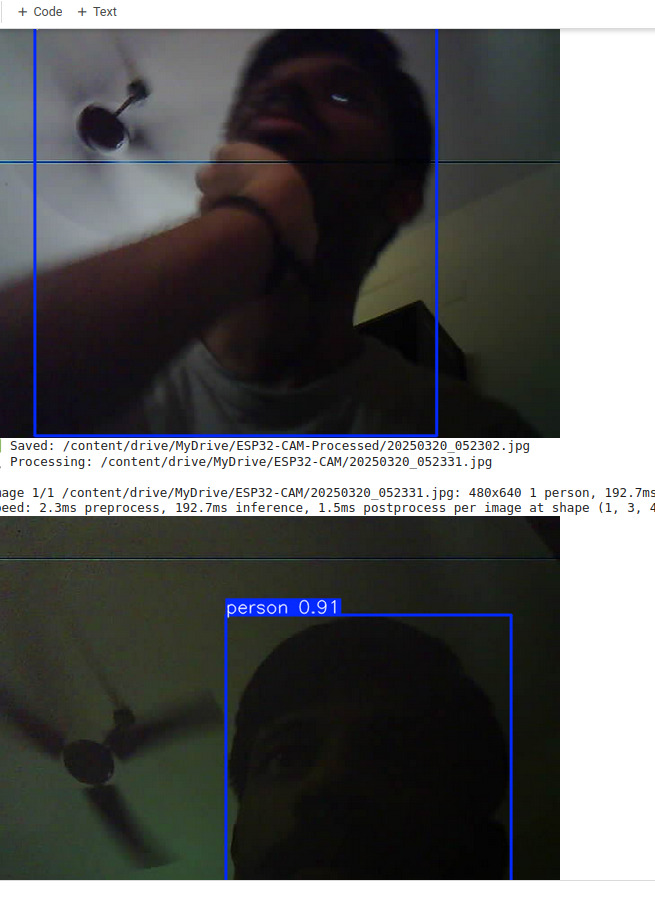 + Code + Text
Saved: /content/drive/MyDrive/ESP32-CAM-Processed/20250320_052302.jpg
Processing: /content/drive/MyDrive/ESP32-CAM/20250320_052331.jpg
mage 1/1 /content/drive/MyDrive/ESP32-CAM/20250320_052331.jpg: 480x640 1 person, 192.7ms
peed: 2.3ms preprocess, 192.7ms inference, 1.5ms postprocess per image at shape (1, 3, 4
person 0.91